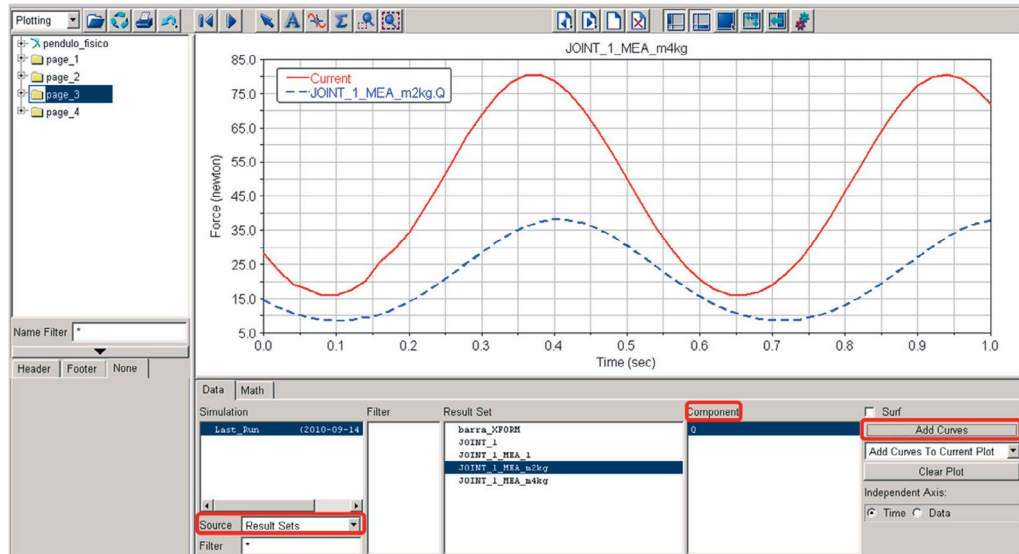 Plotting
pendulo_fisico
page_1
page_2
page_3
page_4
Name Filter *
Header Footer None
JOINT_1_MEA_m4kg
Current
JOINT_1_MEA_m2kg.Q
Force (newton)
85.0
75.0
65.0
55.0
45.0
35.0
25.0
15.0
5.0
0.0 0.1 0.2 0.3 0.4 0.5 0.6 0.7 0.8 0.9 1.0
Time (sec)
Data Math
Simulation Filter Result Set Component Surf
Last_Run (2010-09-14
barra_XFORM
JOINT_1
JOINT_1_MEA_1
JOINT_1_MEA_m2kg
JOINT_1_MEA_m4kg
Q
Add Curves
Add Curves To Current Plot
Clear Plot
Independent Axis:
Time Data
Source Result Sets
Filter *